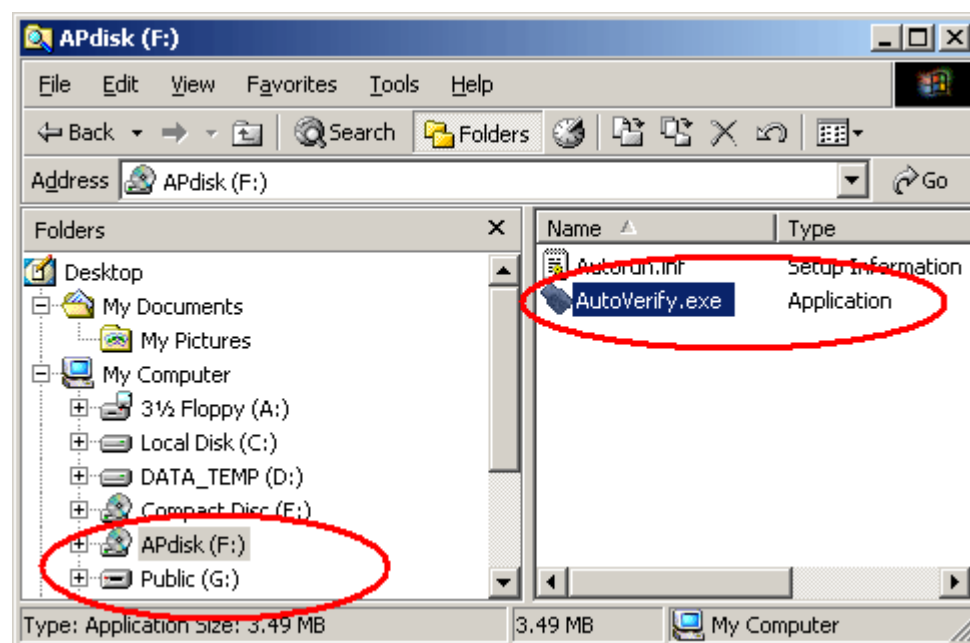 APdisk (F:)
File Edit View Favorites Tools Help
Back Search Folders
Address APdisk (F:) Go
Folders
Desktop
My Documents
My Pictures
My Computer
3½ Floppy (A:)
Local Disk (C:)
DATA_TEMP (D:)
Compact Disc (E:)
APdisk (F:)
Public (G:)
Name Type
Autorun.inf Setup Information
AutoVerify.exe Application
Type: Application Size: 3.49 MB 3.49 MB My Computer